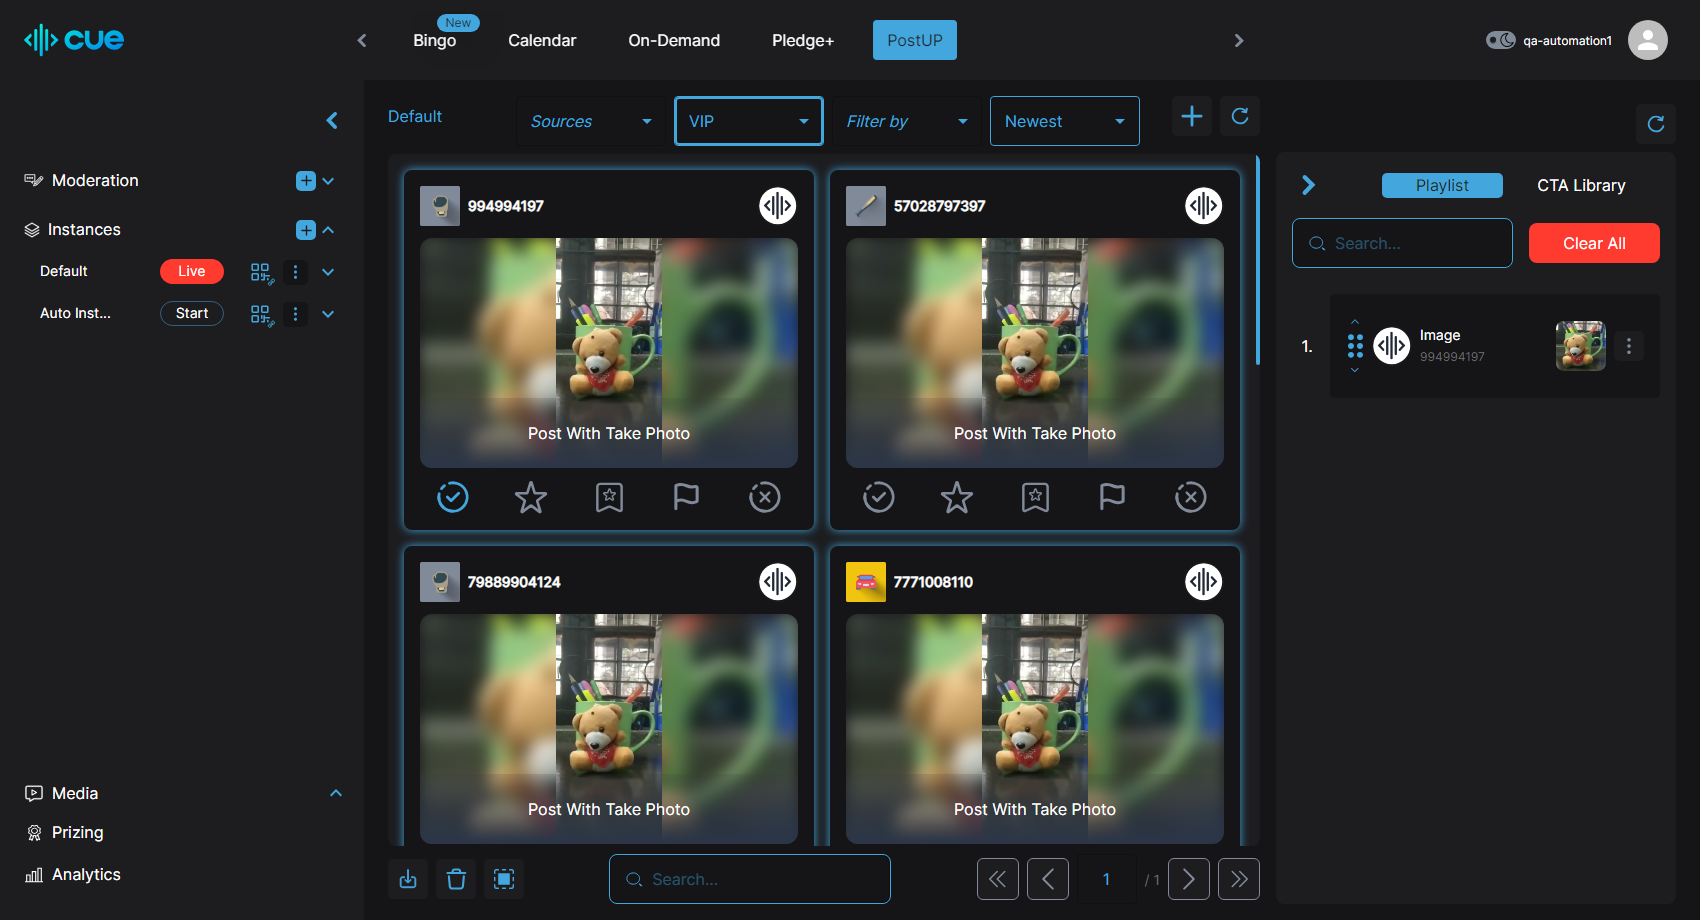 cue
New
Bingo
Calendar
On-Demand
Pledge+
PostUP
qa-automation1
Default
Sources
VIP
Filter by
Newest
Moderation
Instances
Default
Live
Auto Inst...
Start
Media
Prizing
Analytics
994994197
Post With Take Photo
57028797397
Post With Take Photo
79889904124
Post With Take Photo
7771008110
Post With Take Photo
Search...
1
/ 1
Playlist
CTA Library
Search...
Clear All
1.
Image
994994197